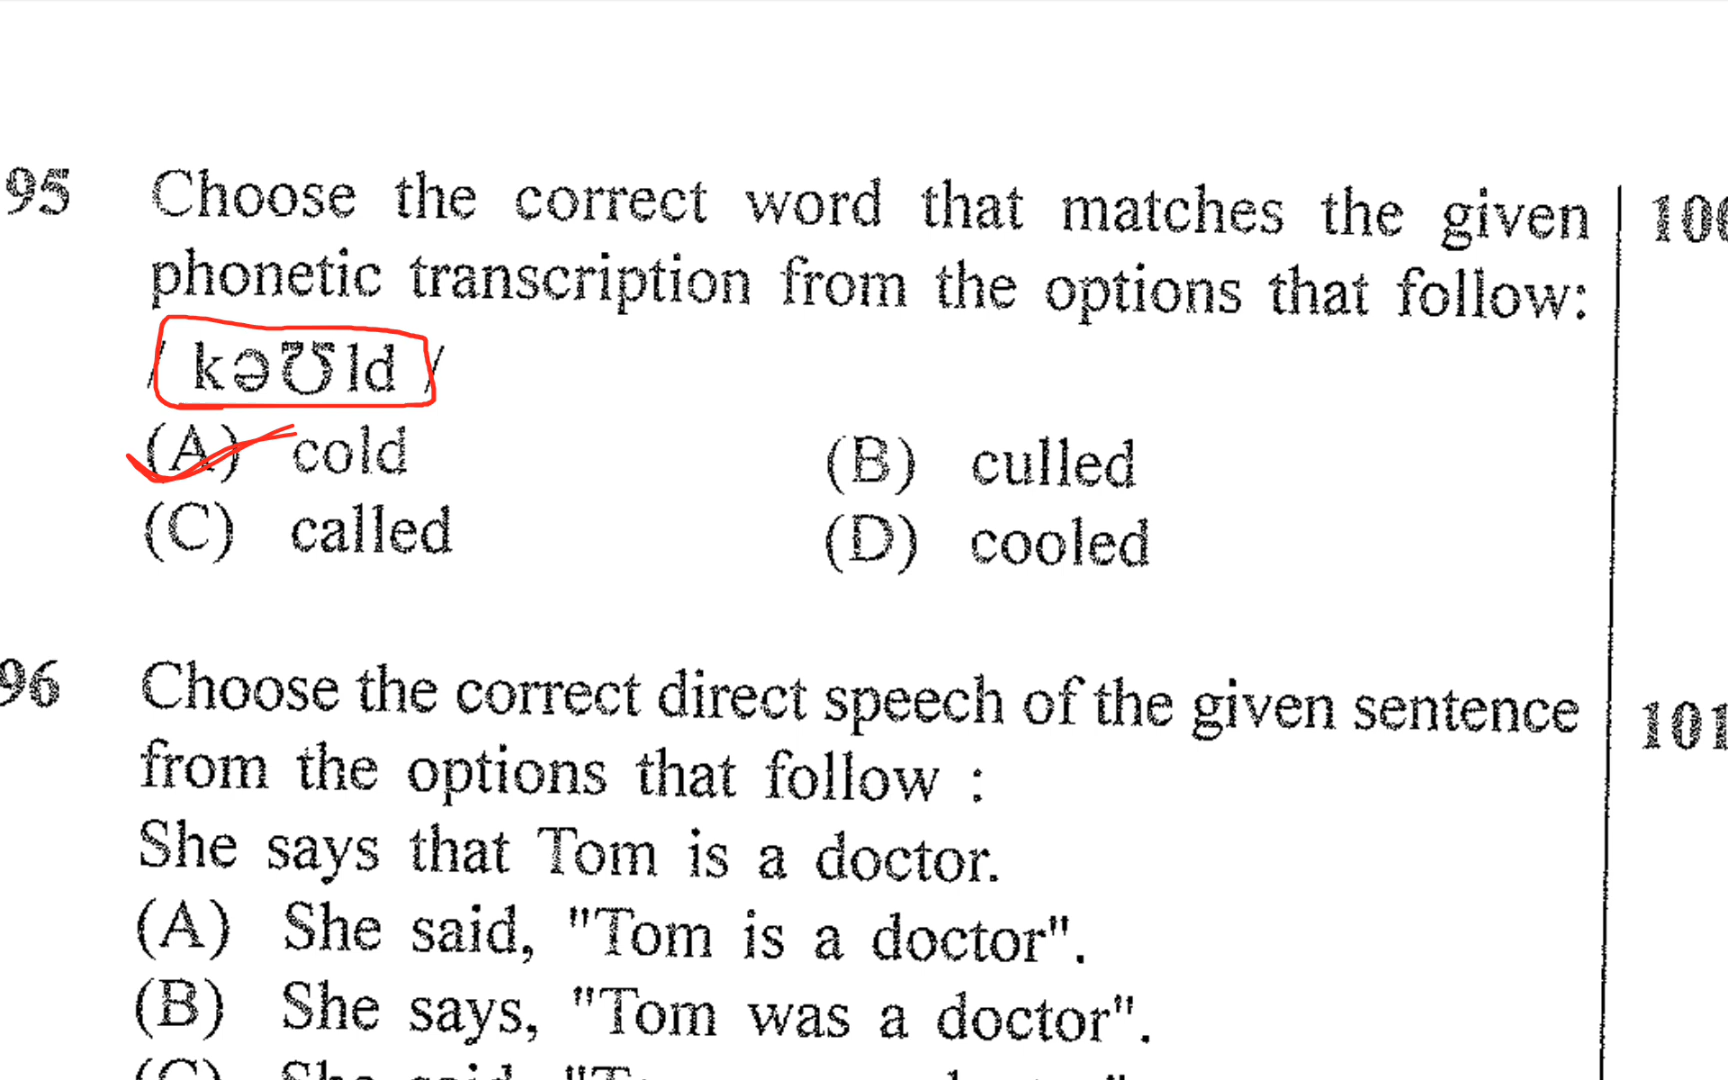 95 Choose the correct word that matches the given 100
phonetic transcription from the options that follow:
/ kəʊld /
(A) cold (B) culled
(C) called (D) cooled
96 Choose the correct direct speech of the given sentence 101
from the options that follow :
She says that Tom is a doctor.
(A) She said, "Tom is a doctor".
(B) She says, "Tom was a doctor".